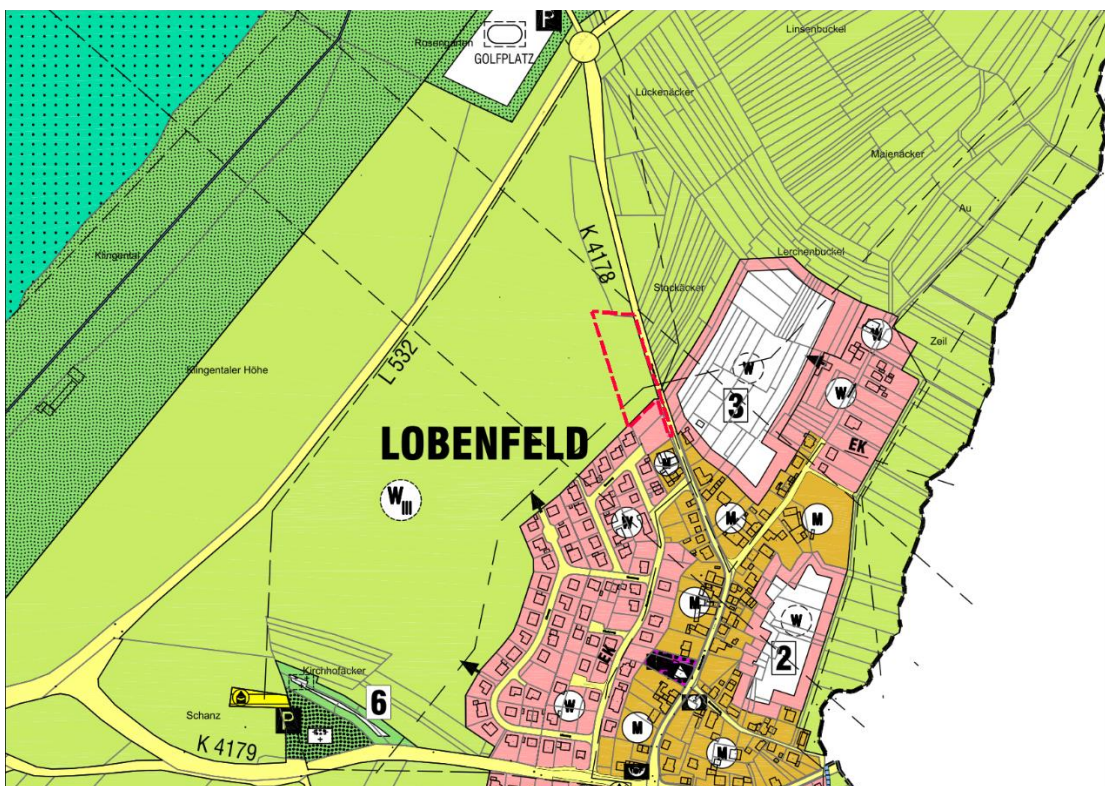 P
Rosengarten
GOLFPLATZ
Linsenbuckel
Lückenäcker
Maienäcker
Au
K 4178
Lerchenbuckel
Klingental
Stockäcker
Zeil
W
Klingentaler Höhe
L 532
W
3
LOBENFELD
EK
W
W III
W
M
M
M
W
EK
2
Kirchhofäcker
6
Schanz
P
W
M
M
K 4179